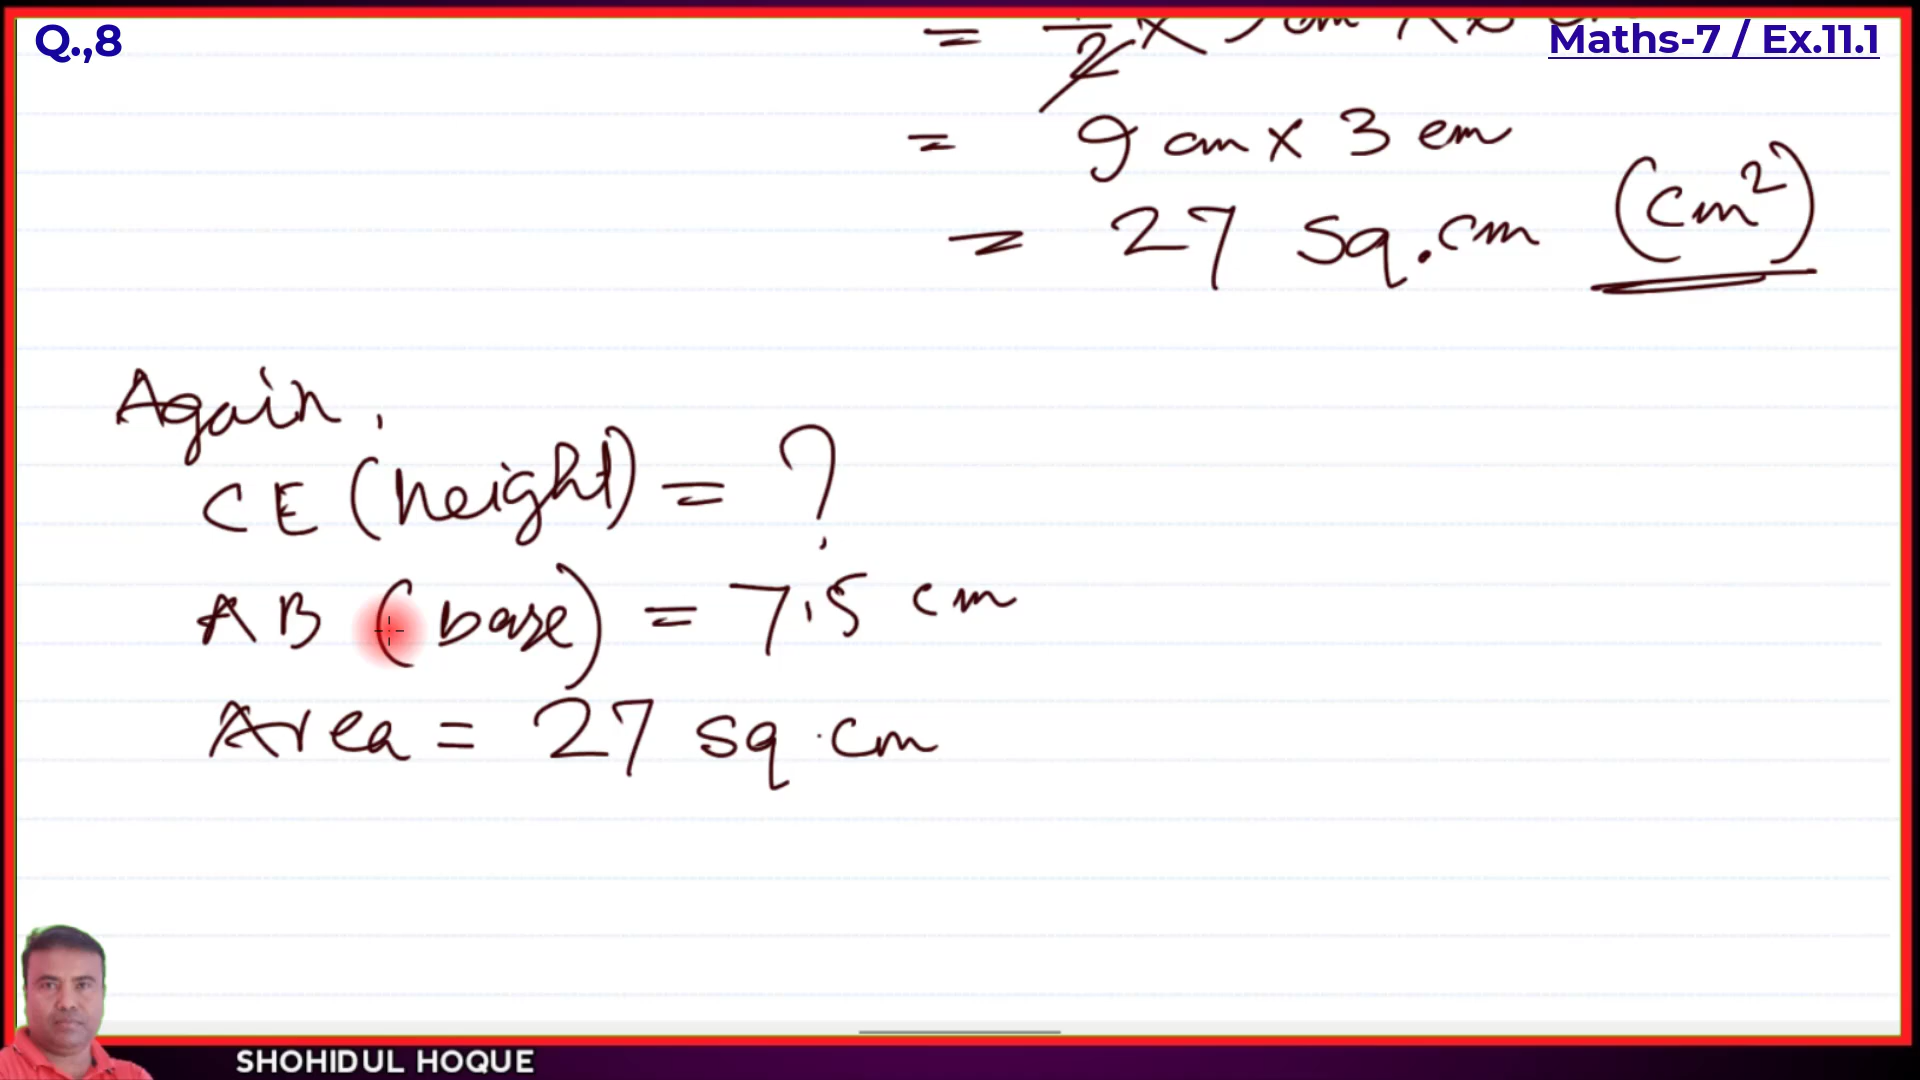 Q.,8
Maths-7 / Ex.11.1
= 9 cm × 3 cm
= 27 sq.cm (cm²)
Again,
CE (height) = ?
AB (base) = 7.5 cm
Area = 27 sq.cm
SHOHIDUL HOQUE